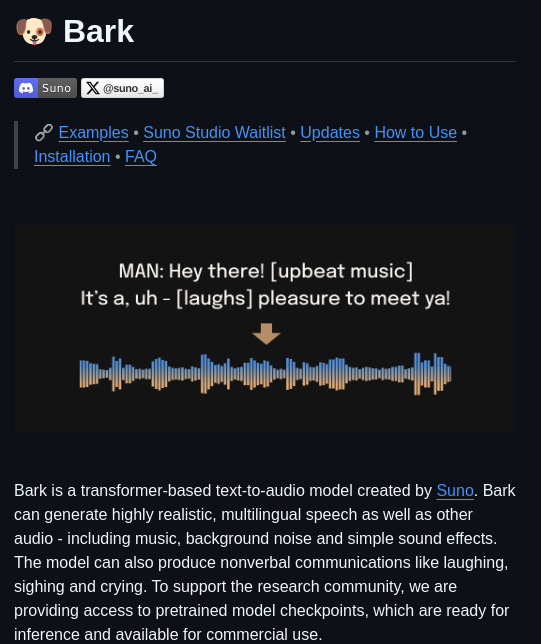 🐶 Bark
Suno @suno_ai_
🔗 Examples • Suno Studio Waitlist • Updates • How to Use •
Installation • FAQ
MAN: Hey there! [upbeat music]
It's a, uh - [laughs] pleasure to meet ya!
Bark is a transformer-based text-to-audio model created by Suno. Bark
can generate highly realistic, multilingual speech as well as other
audio - including music, background noise and simple sound effects.
The model can also produce nonverbal communications like laughing,
sighing and crying. To support the research community, we are
providing access to pretrained model checkpoints, which are ready for
inference and available for commercial use.